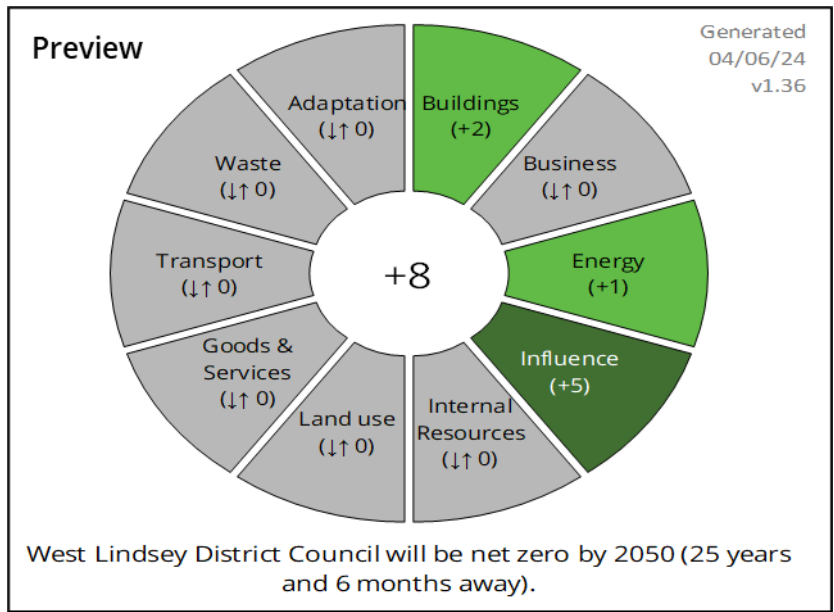 Preview
Generated
04/06/24
v1.36
Adaptation
(↓↑ 0)
Buildings
(+2)
Waste
(↓↑ 0)
Business
(↓↑ 0)
Transport
(↓↑ 0)
+8
Energy
(+1)
Goods &
Services
(↓↑ 0)
Influence
(+5)
Land use
(↓↑ 0)
Internal
Resources
(↓↑ 0)
West Lindsey District Council will be net zero by 2050 (25 years
and 6 months away).